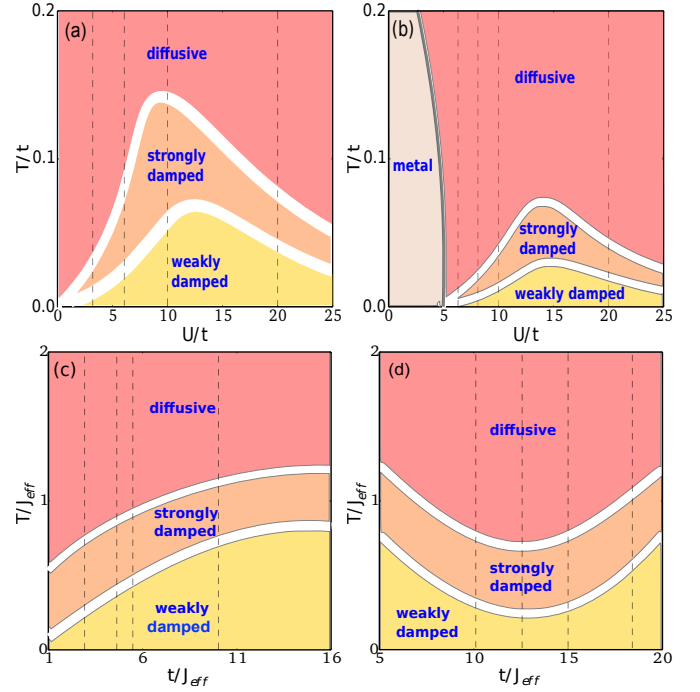 (a)
0.2
diffusive
T/t
0.1
strongly
damped
weakly
damped
0.0
0 5 10 15 20 25
U/t
(b)
0.2
diffusive
T/t
0.1
metal
strongly
damped
weakly damped
0.0
0 5 10 15 20 25
U/t
(c)
2
diffusive
T/J_eff
1
strongly
damped
weakly
damped
0
1 6 11 16
t/J_eff
(d)
2
diffusive
T/J_eff
1
strongly
damped
weakly
damped
0
5 10 15 20
t/J_eff